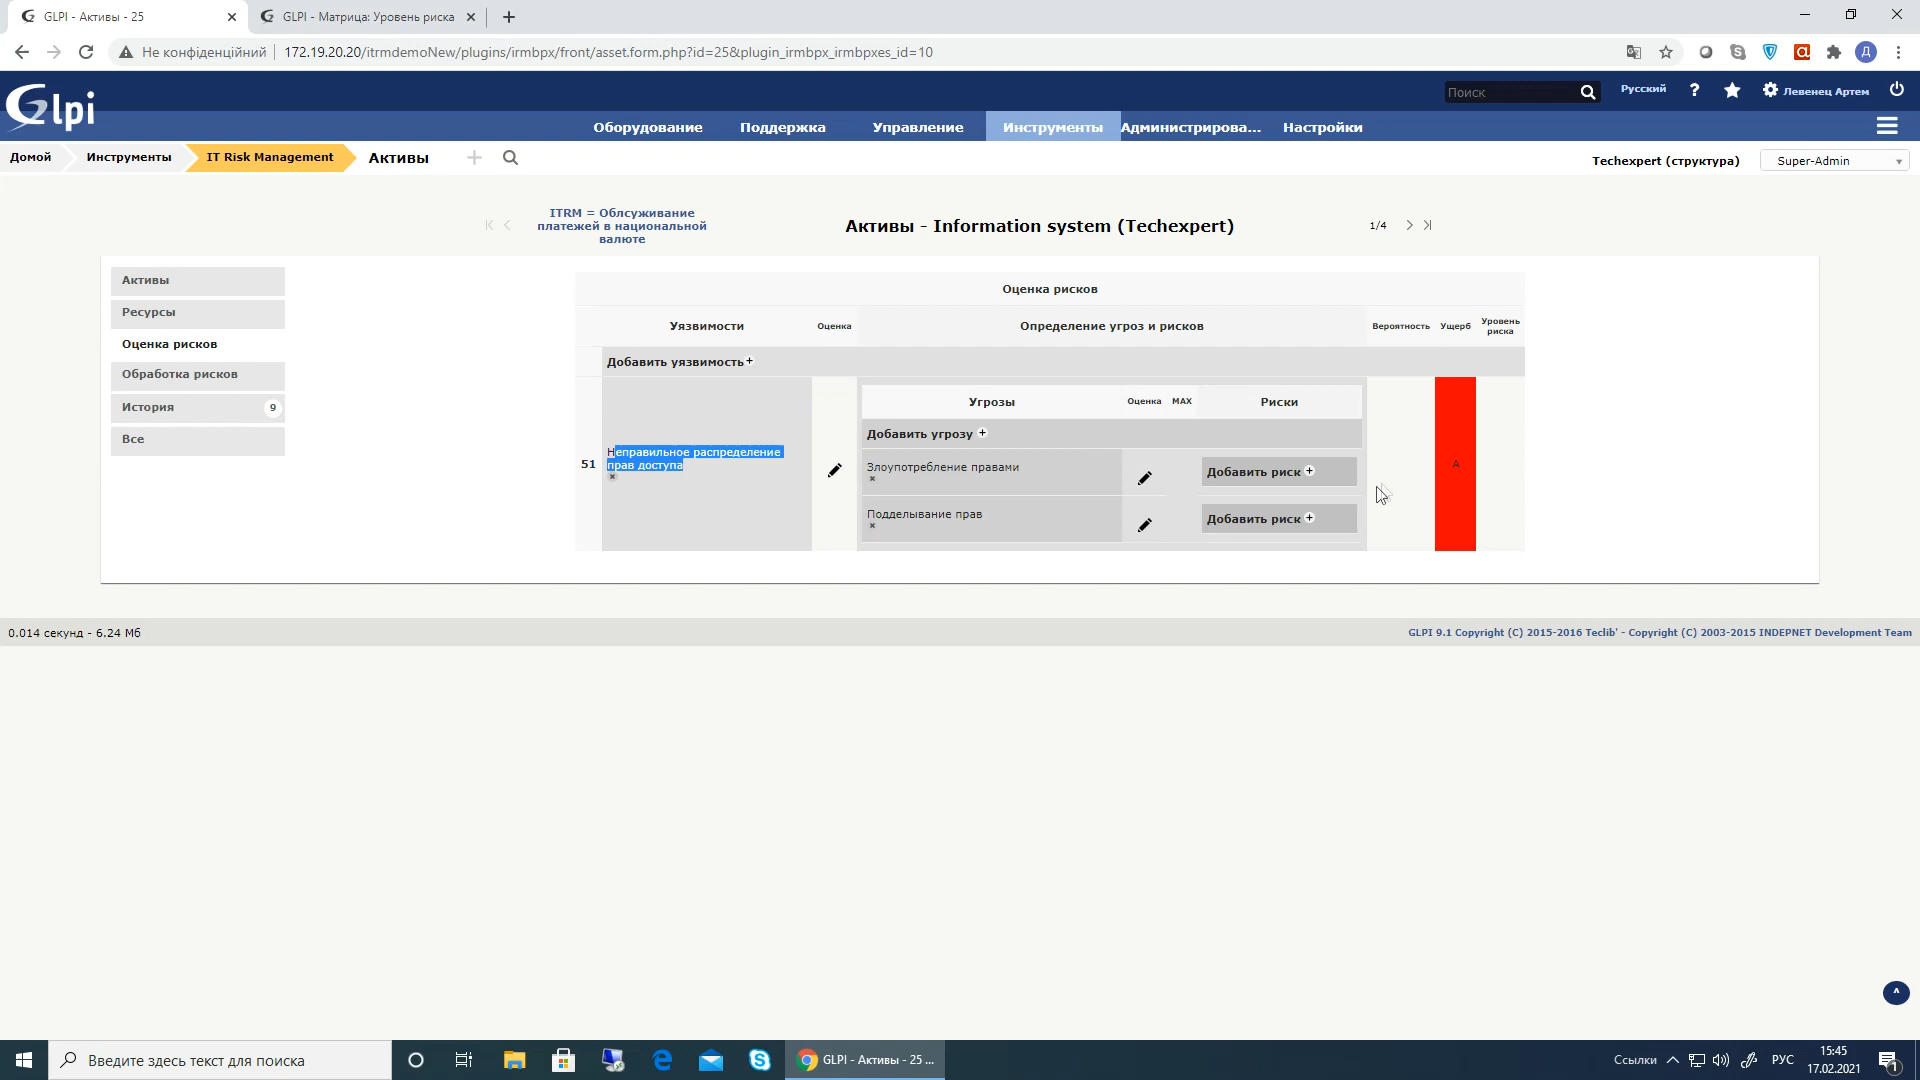 GLPI - Активы - 25
GLPI - Матрица: Уровень риска
Не конфіденційний
172.19.20.20/itrmdemoNew/plugins/irmbpx/front/asset.form.php?id=25&plugin_irmbpx_irmbpxes_id=10
Д
Glpi
Поиск
Русский
?
Левенец Артем
Оборудование
Поддержка
Управление
Инструменты
Администрирова...
Настройки
Домой
Инструменты
IT Risk Management
Активы
Techexpert (структура)
Super-Admin
ITRM = Облсуживание
платежей в национальной
валюте
Активы - Information system (Techexpert)
1/4
Активы
Ресурсы
Оценка рисков
Обработка рисков
История 9
Все
Оценка рисков
Уязвимости
Оценка
Определение угроз и рисков
Вероятность
Ущерб
Уровень
риска
Добавить уязвимость+
51
Неправильное распределение
прав доступа
Угрозы
Оценка
MAX
Риски
Добавить угрозу +
Злоупотребление правами
Добавить риск +
Подделывание прав
Добавить риск +
A
0.014 секунд - 6.24 Мб
GLPI 9.1 Copyright (C) 2015-2016 Teclib' - Copyright (C) 2003-2015 INDEPNET Development Team
^
Введите здесь текст для поиска
GLPI - Активы - 25 ...
Ссылки
РУС
15:45
17.02.2021
1